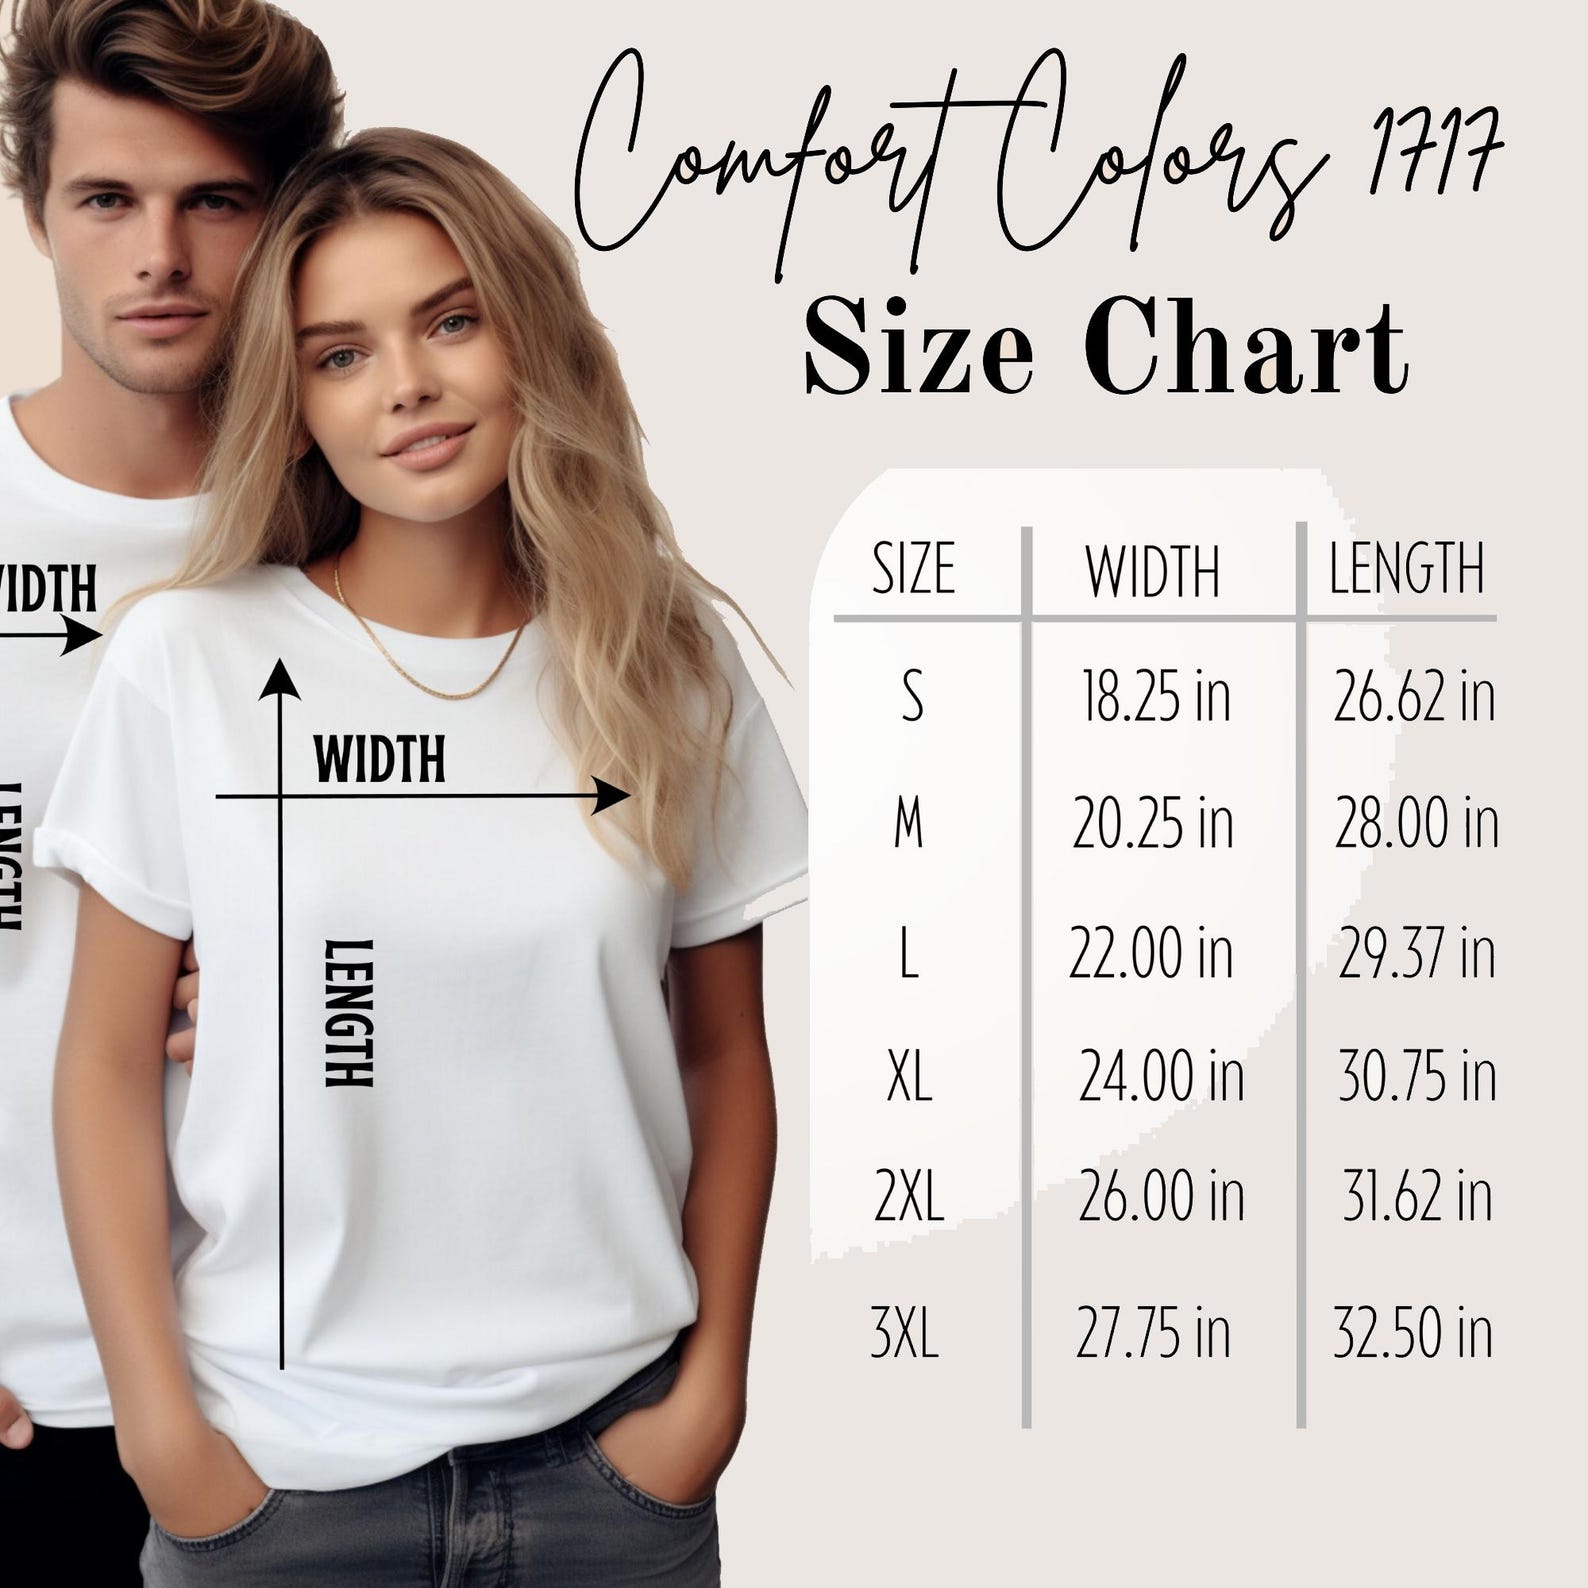 Comfort Colors 1717
Size Chart
SIZE WIDTH LENGTH
S 18.25 in 26.62 in
M 20.25 in 28.00 in
L 22.00 in 29.37 in
XL 24.00 in 30.75 in
2XL 26.00 in 31.62 in
3XL 27.75 in 32.50 in
WIDTH
LENGTH
WIDTH
LENGTH